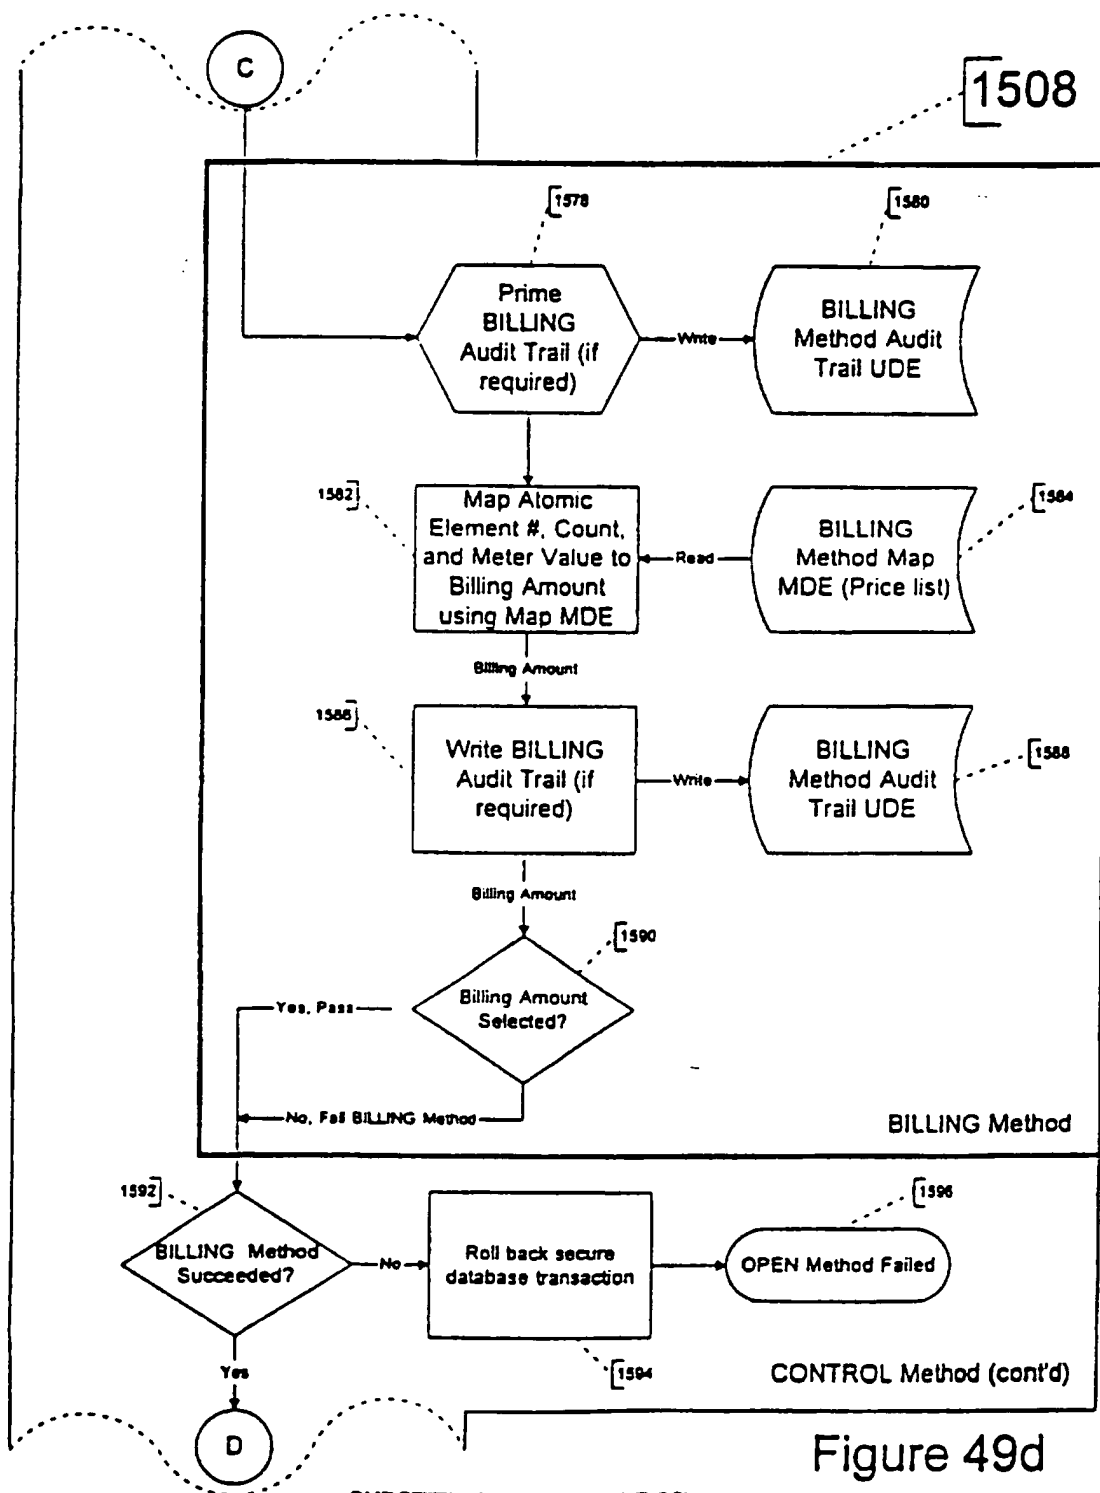 C
1508
1578
1580
Prime
BILLING
Audit Trail (if
required)
Write
BILLING
Method Audit
Trail UDE
1582
Map Atomic
Element #, Count,
and Meter Value to
Billing Amount
using Map MDE
Read
BILLING
Method Map
MDE (Price list)
1584
Billing Amount
1586
Write BILLING
Audit Trail (if
required)
Write
BILLING
Method Audit
Trail UDE
1588
Billing Amount
1590
Billing Amount
Selected?
Yes, Pass
No, Fail BILLING Method
BILLING Method
1592
BILLING Method
Succeeded?
No
Roll back secure
database transaction
1596
OPEN Method Failed
Yes
1594
CONTROL Method (cont'd)
D
Figure 49d